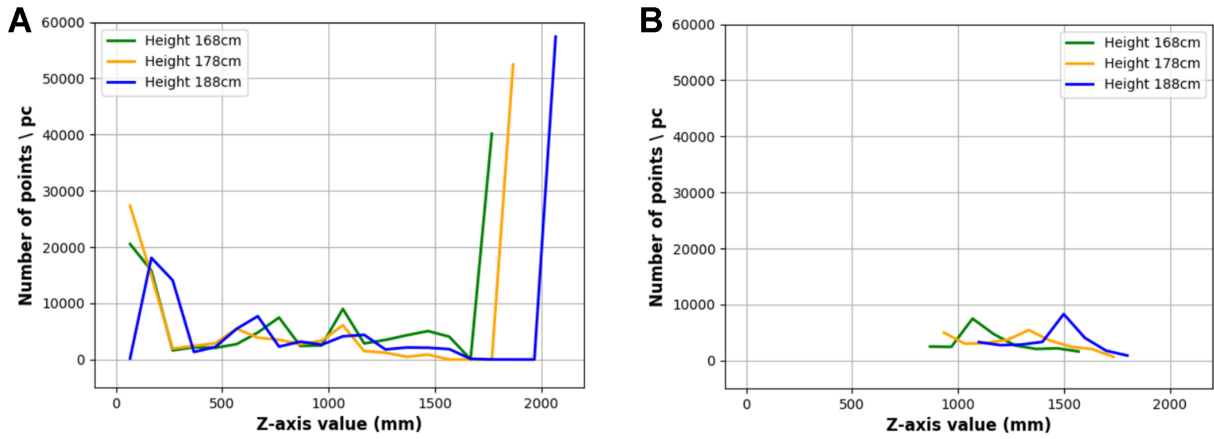 A
Height 168cm
Height 178cm
Height 188cm
60000
50000
40000
30000
20000
10000
0
Number of points \ pc
0 500 1000 1500 2000
Z-axis value (mm)
B
Height 168cm
Height 178cm
Height 188cm
60000
50000
40000
30000
20000
10000
0
Number of points \ pc
0 500 1000 1500 2000
Z-axis value (mm)